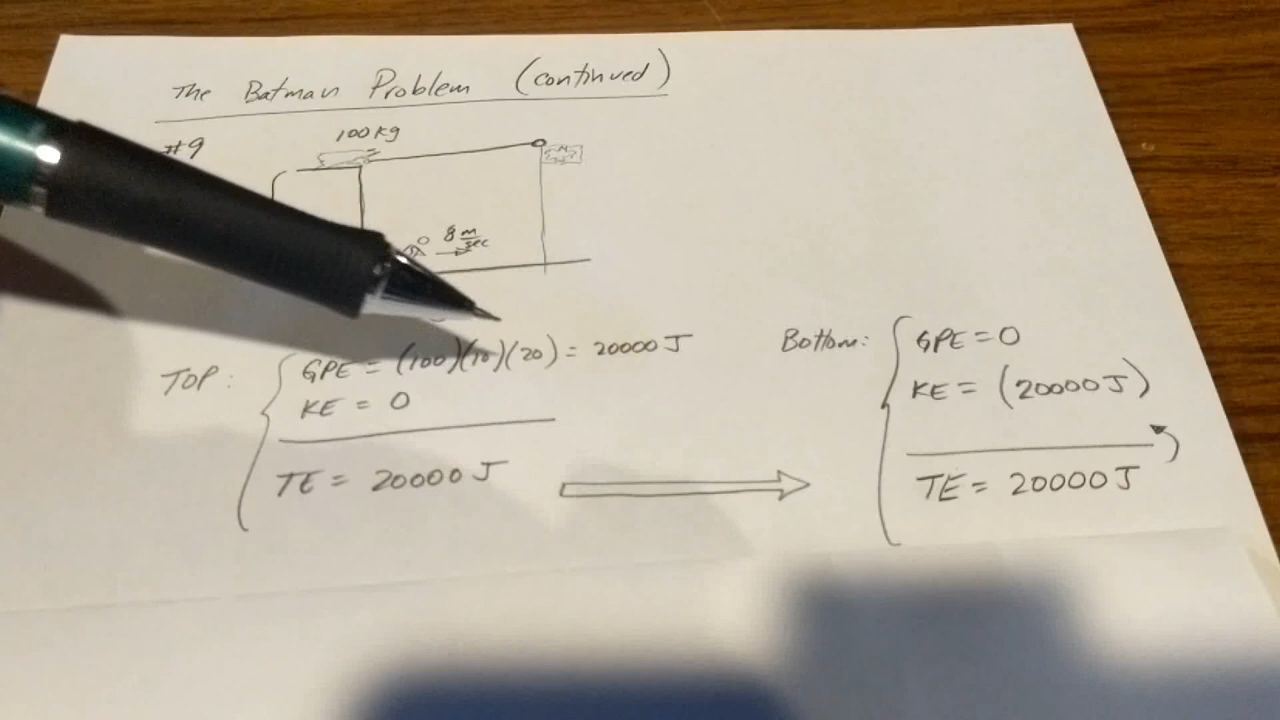 The Batman Problem (continued)
#9
100 kg
8 m/sec
TOP:
GPE = (100)(10)(20) = 20000 J
KE = 0
TE = 20000 J
Bottom:
GPE = 0
KE = (20000 J)
TE = 20000 J